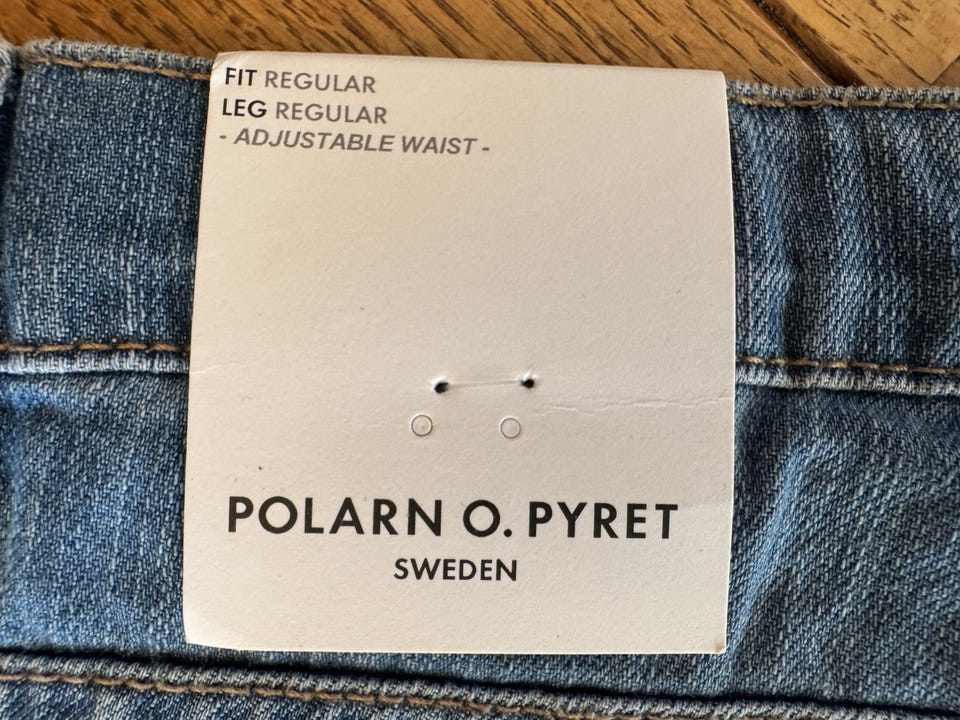 FIT REGULAR
LEG REGULAR
- ADJUSTABLE WAIST -
POLARN O. PYRET
SWEDEN